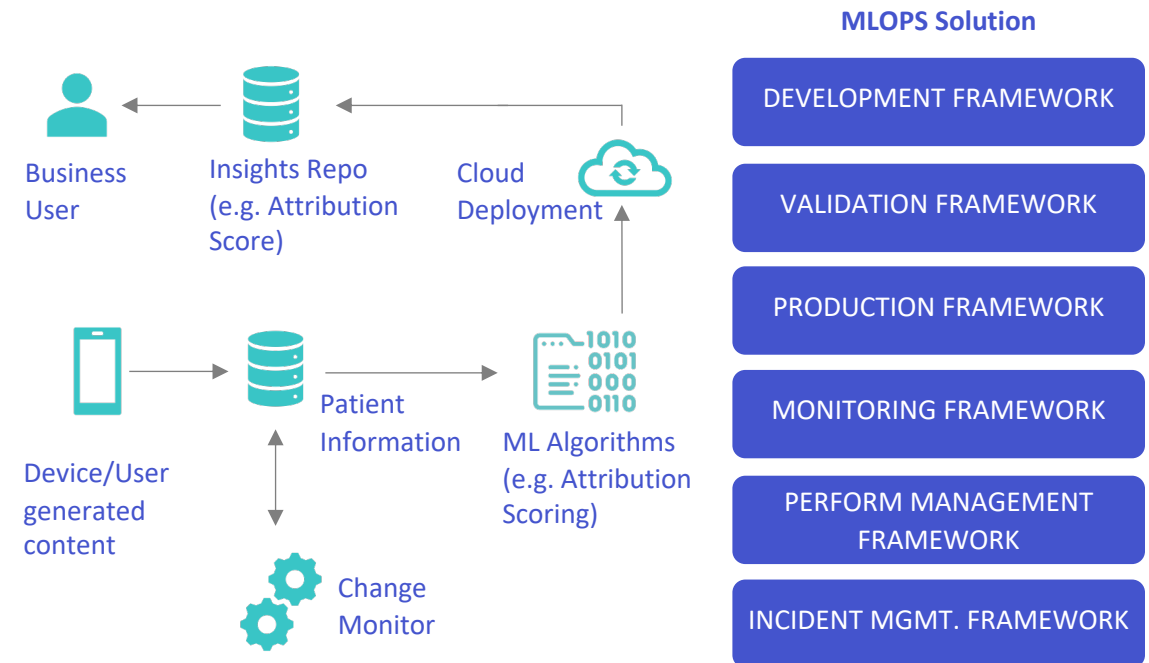 MLOPS Solution
Business
User
Insights Repo
(e.g. Attribution
Score)
Cloud
Deployment
Device/User
generated
content
Patient
Information
1010
0101
000
0110
ML Algorithms
(e.g. Attribution
Scoring)
Change
Monitor
DEVELOPMENT FRAMEWORK
VALIDATION FRAMEWORK
PRODUCTION FRAMEWORK
MONITORING FRAMEWORK
PERFORM MANAGEMENT
FRAMEWORK
INCIDENT MGMT. FRAMEWORK